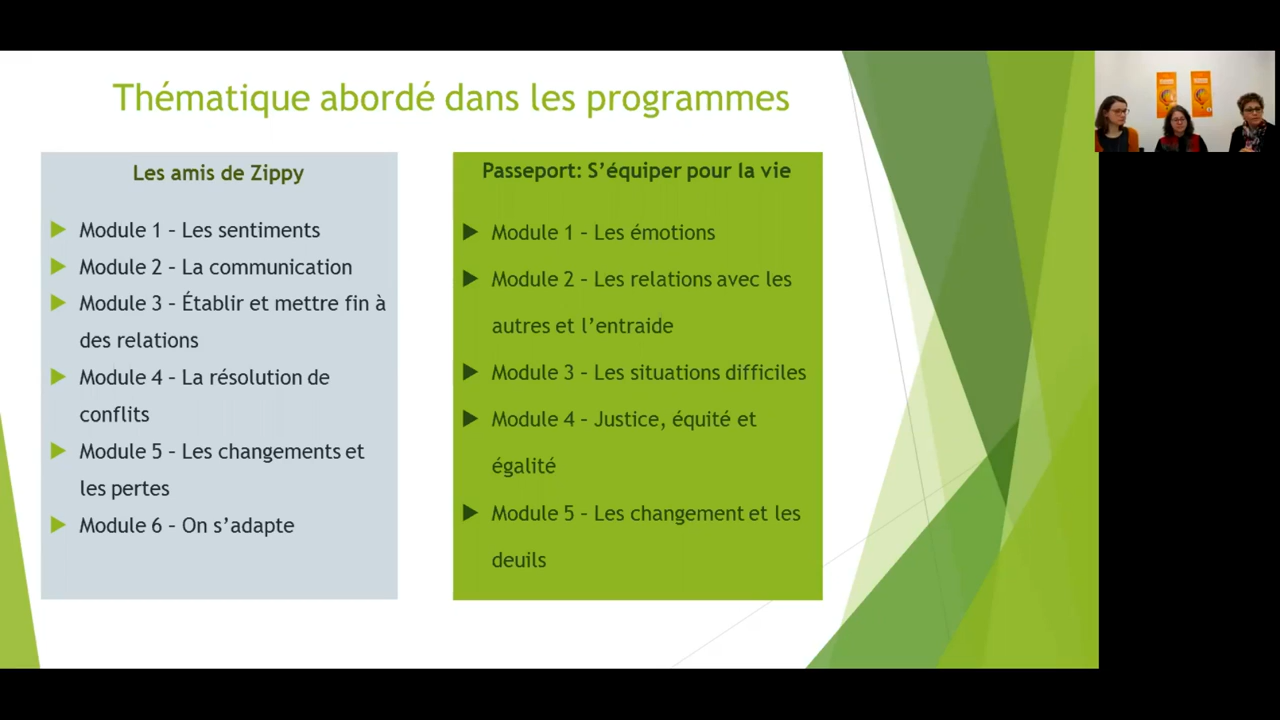 Thématique abordé dans les programmes
Les amis de Zippy
Module 1 – Les sentiments
Module 2 – La communication
Module 3 – Établir et mettre fin à
des relations
Module 4 – La résolution de
conflits
Module 5 – Les changements et
les pertes
Module 6 – On s’adapte
Passeport: S’équiper pour la vie
Module 1 – Les émotions
Module 2 – Les relations avec les
autres et l’entraide
Module 3 – Les situations difficiles
Module 4 – Justice, équité et
égalité
Module 5 – Les changement et les
deuils